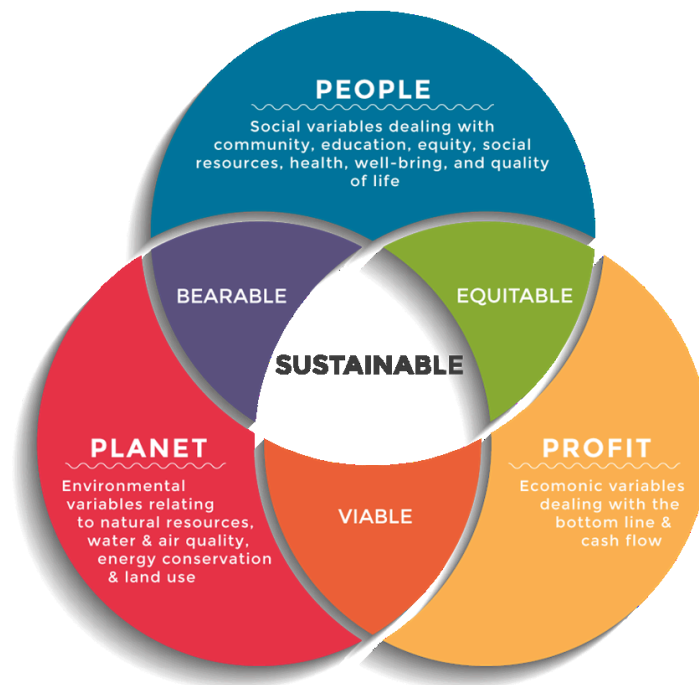 PEOPLE
Social variables dealing with
community, education, equity, social
resources, health, well-bring, and quality
of life
BEARABLE
EQUITABLE
SUSTAINABLE
PLANET
Environmental
variables relating
to natural resources,
water & air quality,
energy conservation
& land use
VIABLE
PROFIT
Ecomonic variables
dealing with the
bottom line &
cash flow